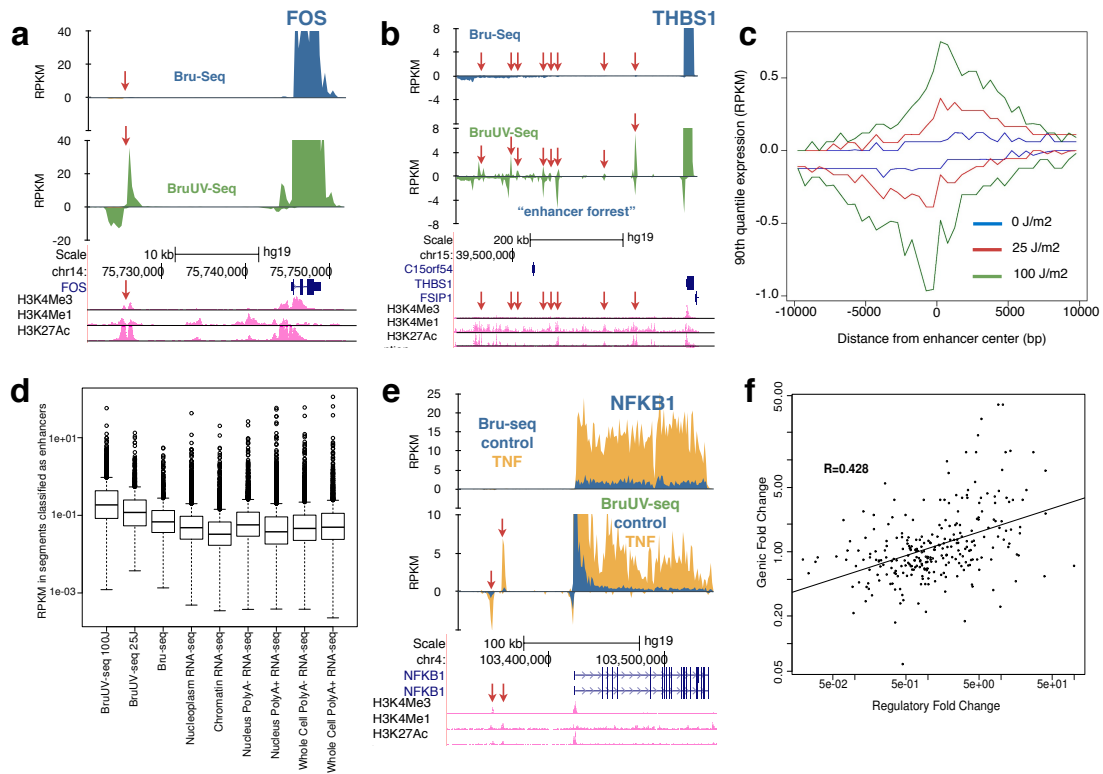 a
FOS
40
20
0
RPKM
Bru-Seq
40
20
0
-20
RPKM
BruUV-Seq
Scale
10 kb
hg19
chr14:
75,730,000
75,740,000
75,750,000
FOS
H3K4Me3
H3K4Me1
H3K27Ac
b
THBS1
8
4
0
-4
RPKM
Bru-Seq
8
4
0
-4
-8
RPKM
BruUV-Seq
“enhancer forrest”
Scale
200 kb
hg19
chr15:
39,500,000
C15orf54
THBS1
FSIP1
H3K4Me3
H3K4Me1
H3K27Ac
c
0.5
0.0
-0.5
-1.0
90th quantile expression (RPKM)
0 J/m2
25 J/m2
100 J/m2
-10000
-5000
0
5000
10000
Distance from enhancer center (bp)
d
RPKM in segments classified as enhancers
1e+01
1e-01
1e-03
BruUV-seq 100J
BruUV-seq 25J
Bru-seq
Nucleoplasm RNA-seq
Chromatin RNA-seq
Nucleus PolyA- RNA-seq
Nucleus PolyA+ RNA-seq
Whole Cell PolyA- RNA-seq
Whole Cell PolyA+ RNA-seq
e
25
20
15
10
5
0
RPKM
Bru-seq
control
TNF
NFKB1
10
5
0
RPKM
BruUV-seq
control
TNF
Scale
100 kb
hg19
chr4:
103,400,000
103,500,000
NFKB1
NFKB1
H3K4Me3
H3K4Me1
H3K27Ac
f
50.00
5.00
1.00
0.20
0.05
Genic Fold Change
R=0.428
5e-02
5e-01
5e+00
5e+01
Regulatory Fold Change